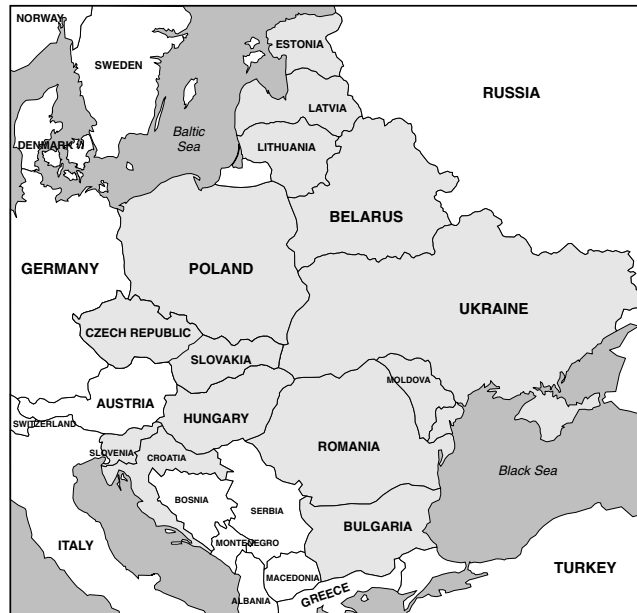 NORWAY
SWEDEN
ESTONIA
RUSSIA
LATVIA
Baltic
Sea
DENMARK
LITHUANIA
BELARUS
GERMANY
POLAND
UKRAINE
CZECH REPUBLIC
SLOVAKIA
MOLDOVA
AUSTRIA
HUNGARY
SWITZERLAND
ROMANIA
SLOVENIA
CROATIA
Black Sea
BOSNIA
SERBIA
BULGARIA
ITALY
MONTENEGRO
TURKEY
MACEDONIA
GREECE
ALBANIA